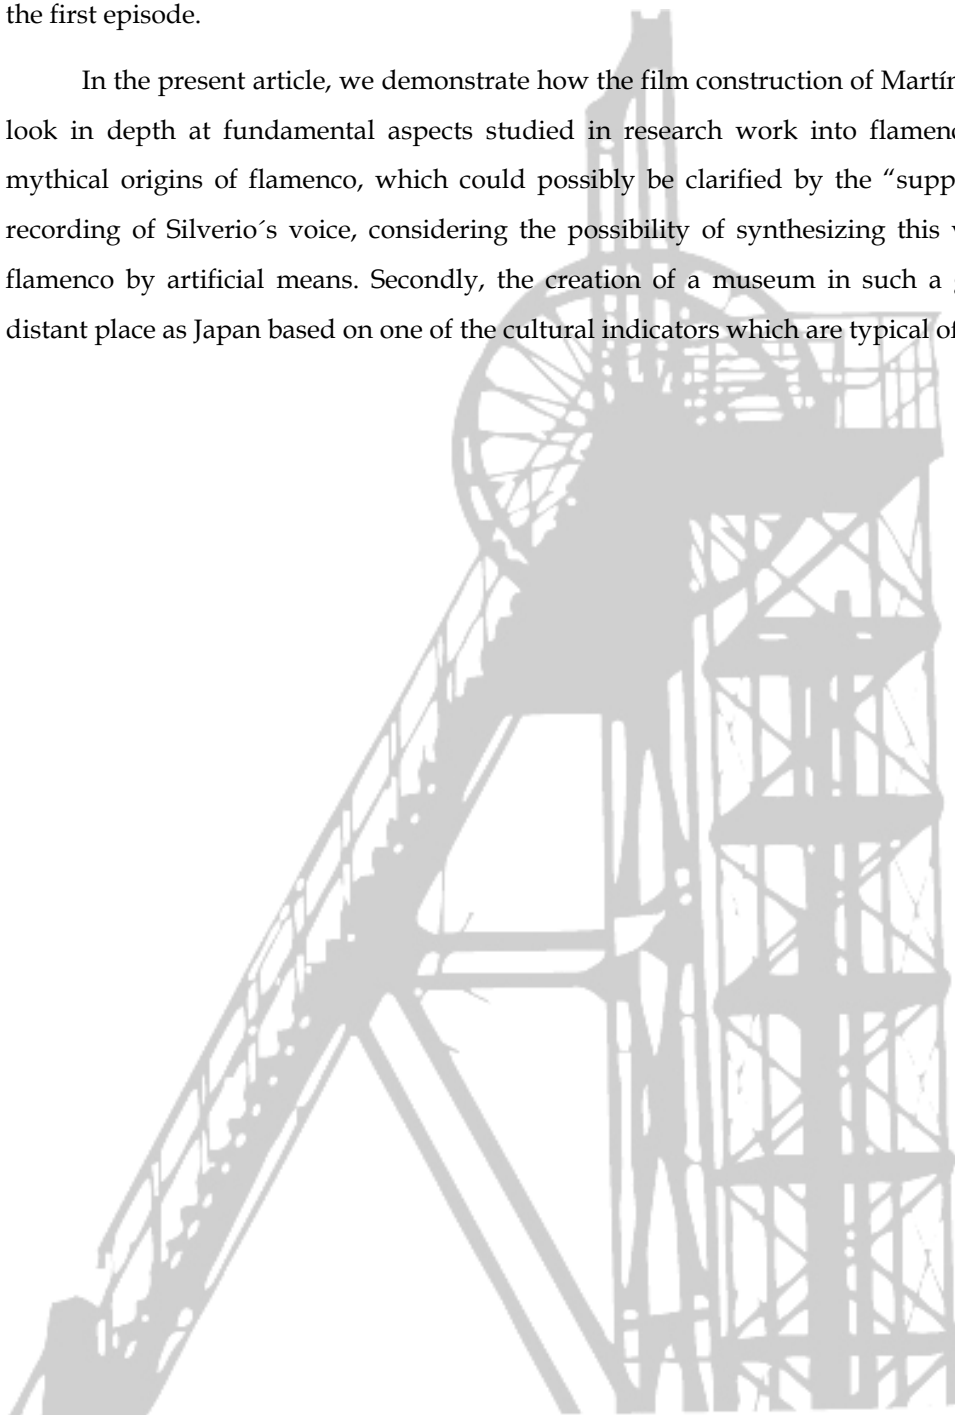 the first episode.
In the present article, we demonstrate how the film construction of Martín
look in depth at fundamental aspects studied in research work into flamenc
mythical origins of flamenco, which could possibly be clarified by the “supp
recording of Silverio´s voice, considering the possibility of synthesizing this
flamenco by artificial means. Secondly, the creation of a museum in such a
distant place as Japan based on one of the cultural indicators which are typical of